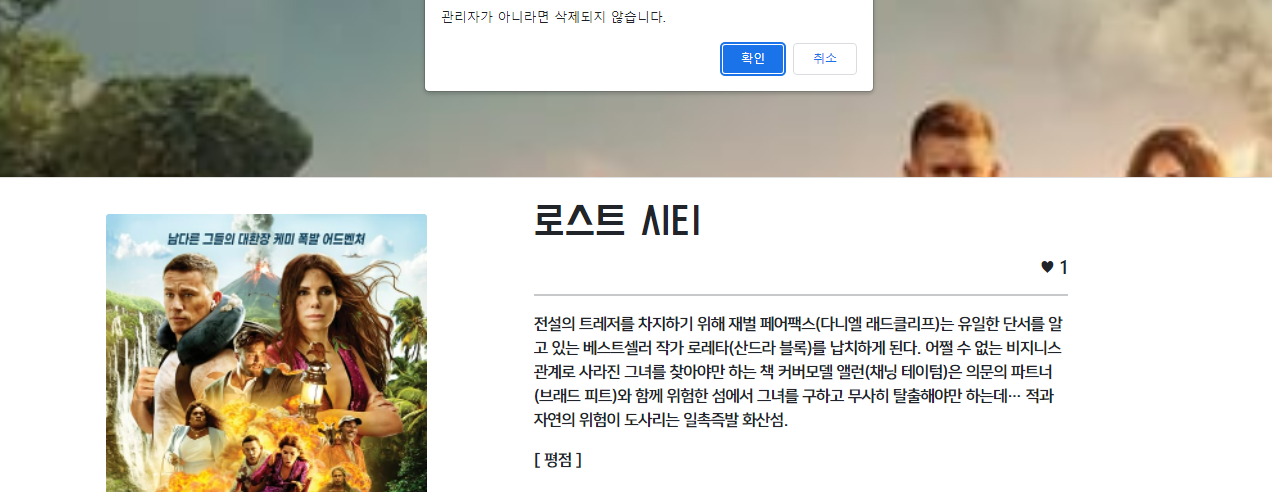 관리자가 아니라면 삭제되지 않습니다.
확인
취소
로스트 시티
♥ 1
남다른 그들의 대환장 케미 폭발 어드벤처
전설의 트레저를 차지하기 위해 재벌 페어팩스(다니엘 래드클리프)는 유일한 단서를 알
고 있는 베스트셀러 작가 로레타(산드라 블록)를 납치하게 된다. 어쩔 수 없는 비지니스
관계로 사라진 그녀를 찾아야만 하는 책 커버모델 앨런(채닝 테이텀)은 의문의 파트너
(브래드 피트)와 함께 위험한 섬에서 그녀를 구하고 무사히 탈출해야만 하는데… 적과
자연의 위험이 도사리는 일촉즉발 화산섬.
[ 평점 ]